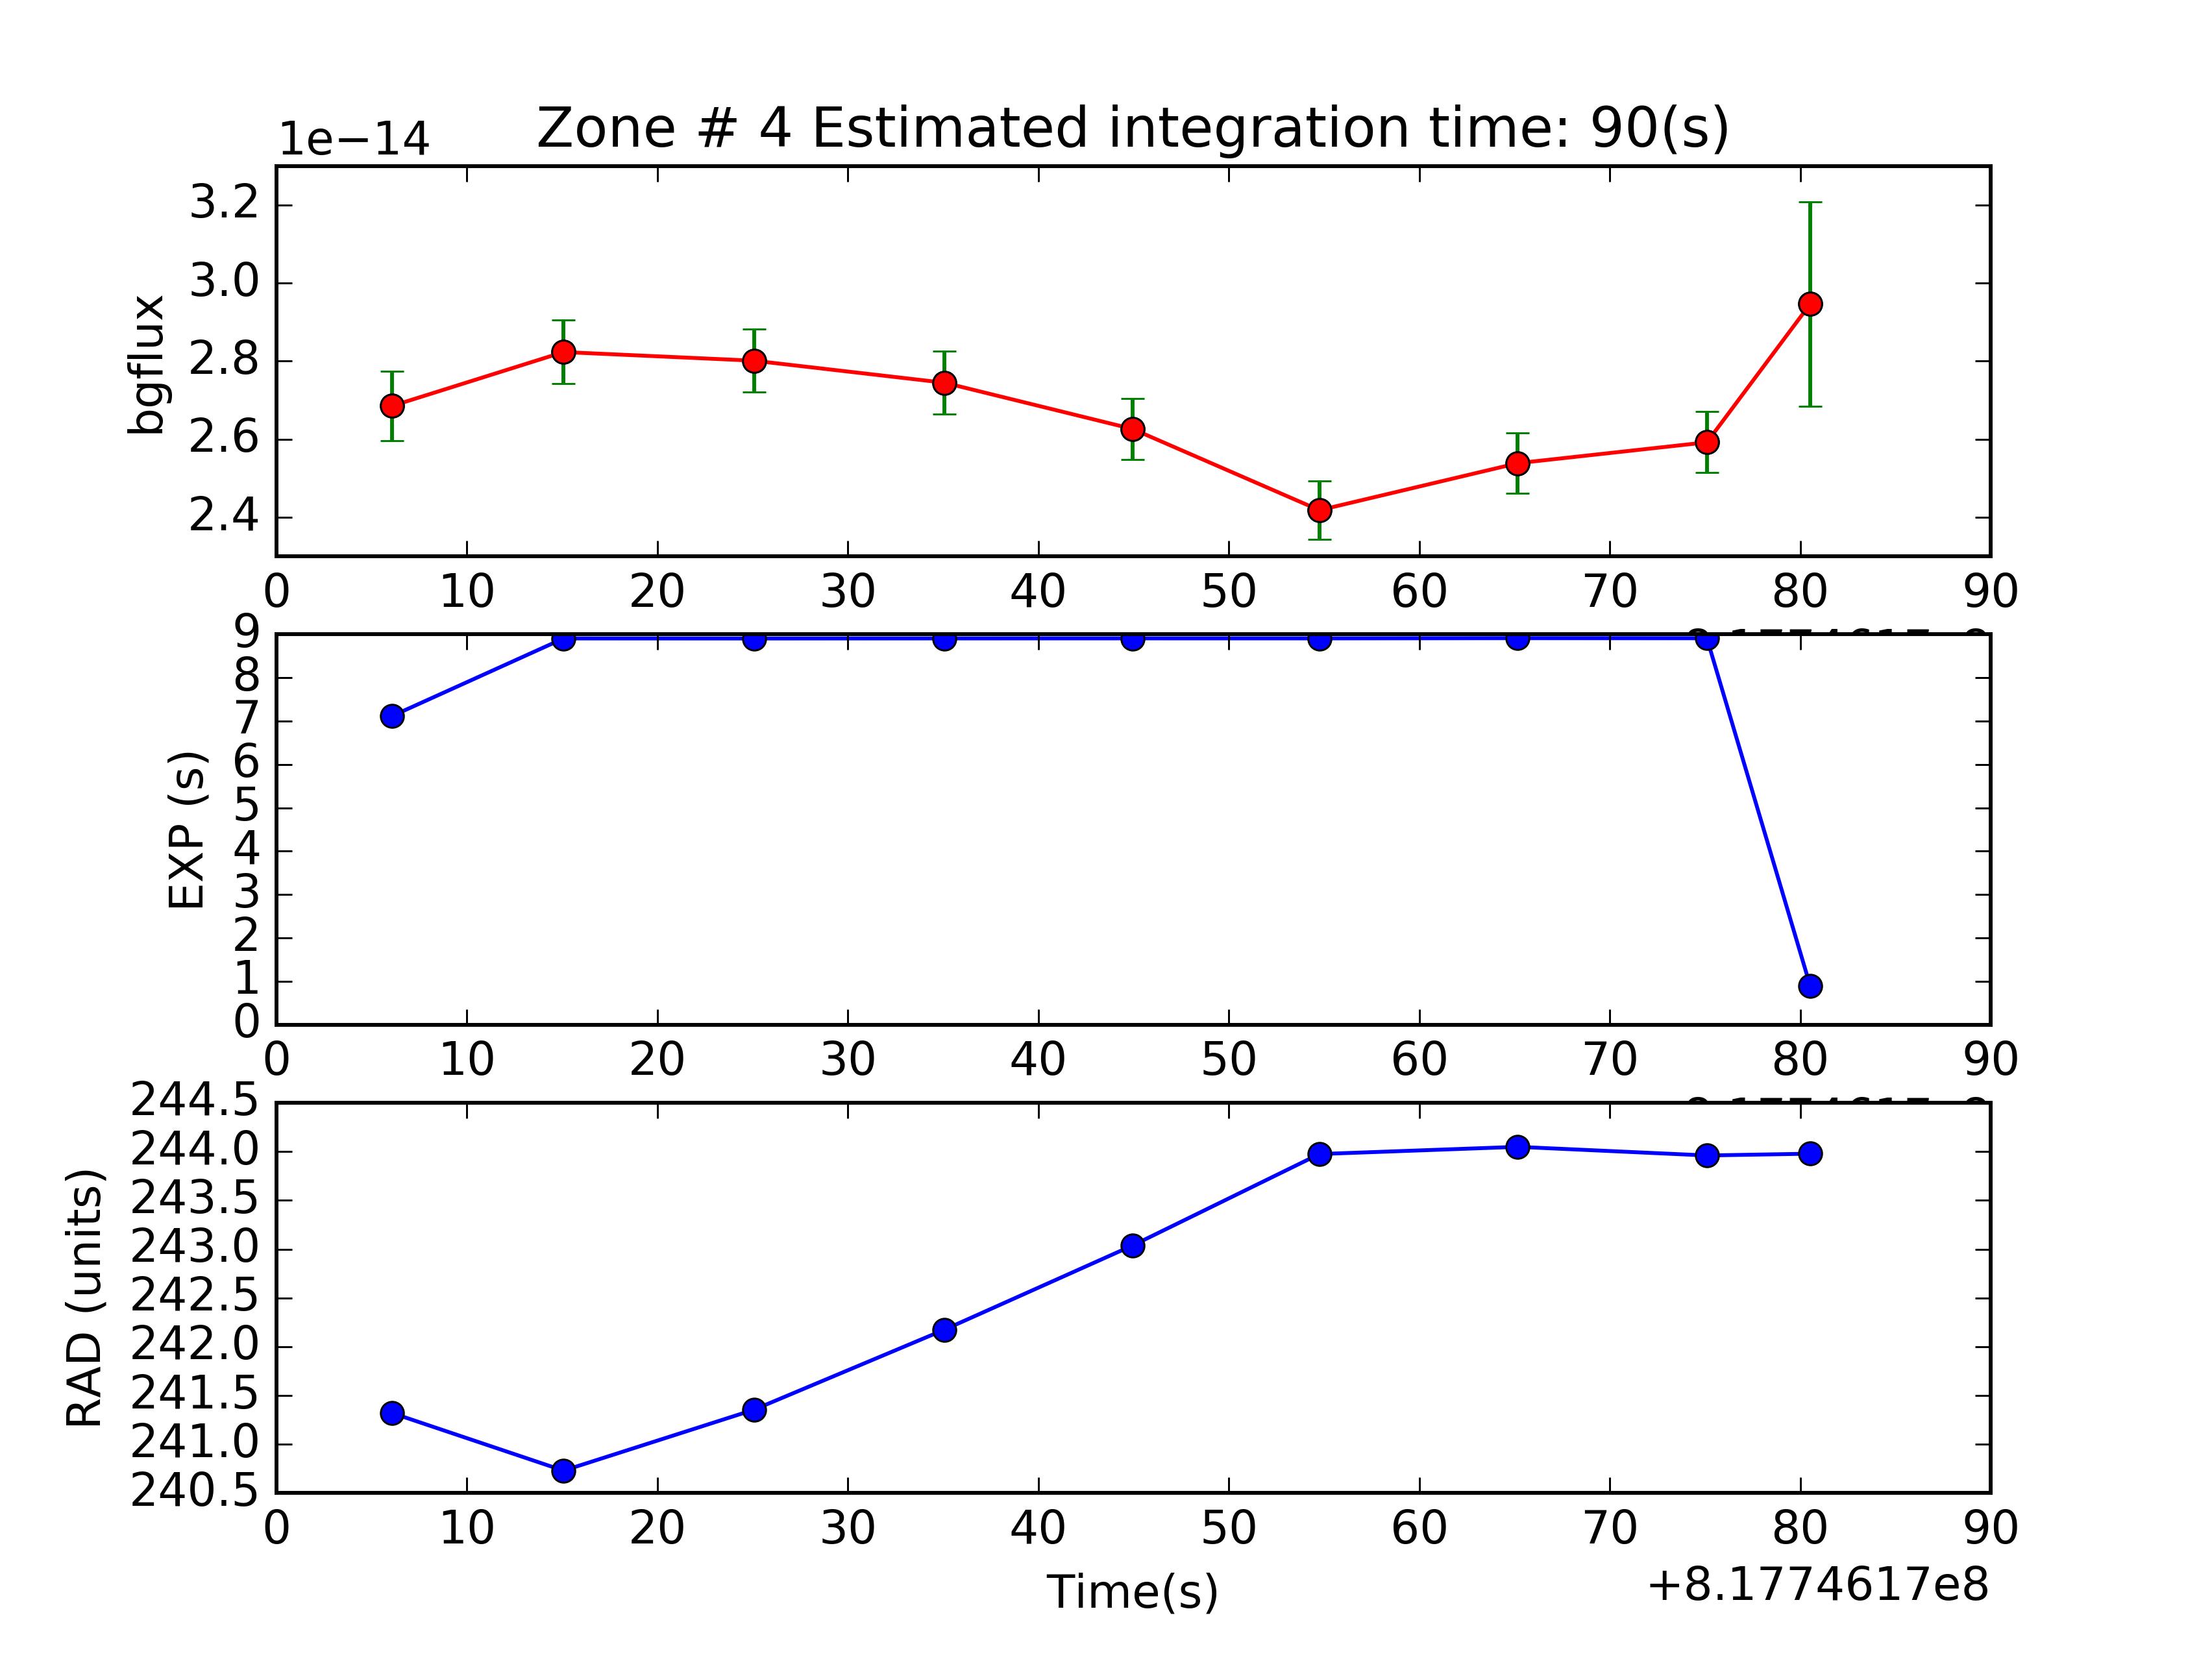 1e−14
Zone # 4 Estimated integration time: 90(s)
3.2
3.0
2.8
2.6
2.4
bgflux
0 10 20 30 40 50 60 70 80 90
9
8
7
6
5
4
3
2
1
0
EXP (s)
0 10 20 30 40 50 60 70 80 90
244.5
244.0
243.5
243.0
242.5
242.0
241.5
241.0
240.5
RAD (units)
0 10 20 30 40 50 60 70 80 90
Time(s)
+8.1774617e8